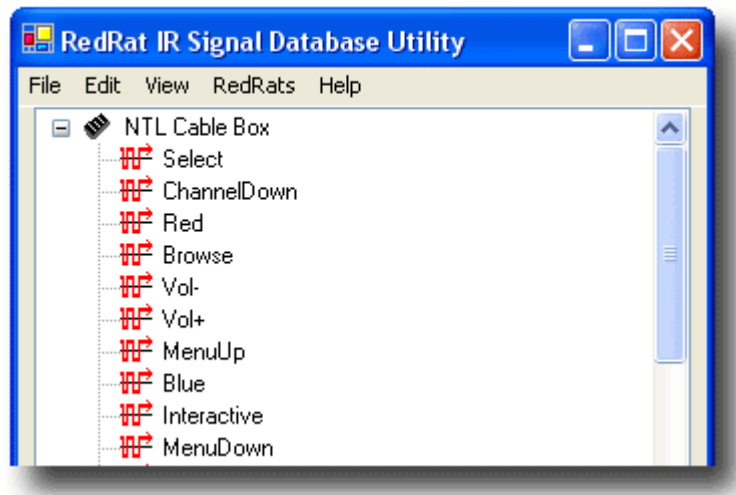 RedRat IR Signal Database Utility
File Edit View RedRats Help
NTL Cable Box
Select
ChannelDown
Red
Browse
Vol-
Vol+
MenuUp
Blue
Interactive
MenuDown